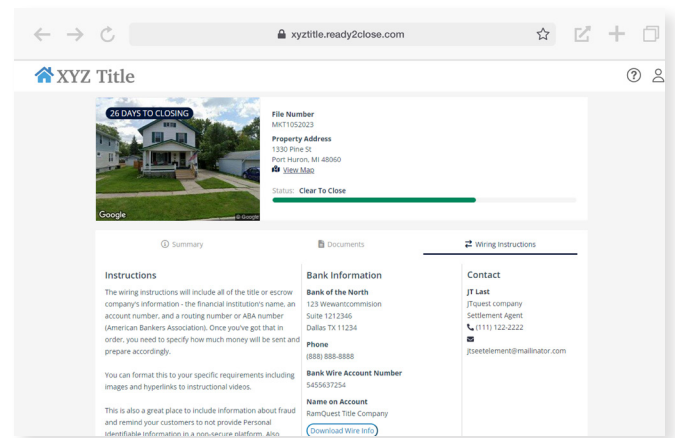 xyztitle.ready2close.com
XYZ Title
26 DAYS TO CLOSING
Google
© Google
File Number
MKT1052023
Property Address
1330 Pine St
Port Huron, MI 48060
View Map
Status: Clear To Close
Summary
Documents
Wiring Instructions
Instructions
The wiring instructions will include all of the title or escrow
company's information - the financial institution's name, an
account number, and a routing number or ABA number
(American Bankers Association). Once you've got that in
order, you need to specify how much money will be sent and
prepare accordingly.
You can format this to your specific requirements including
images and hyperlinks to instructional videos.
This is also a great place to include information about fraud
and remind your customers to not provide Personal
Identifiable Information in a non-secure platform. Also
Bank Information
Bank of the North
123 Wewantcommision
Suite 1212346
Dallas TX 11234
Phone
(888) 888-8888
Bank Wire Account Number
5455637254
Name on Account
RamQuest Title Company
Download Wire Info
Contact
JT Last
JTquest company
Settlement Agent
(111) 122-2222
jtseetelement@mailinator.com